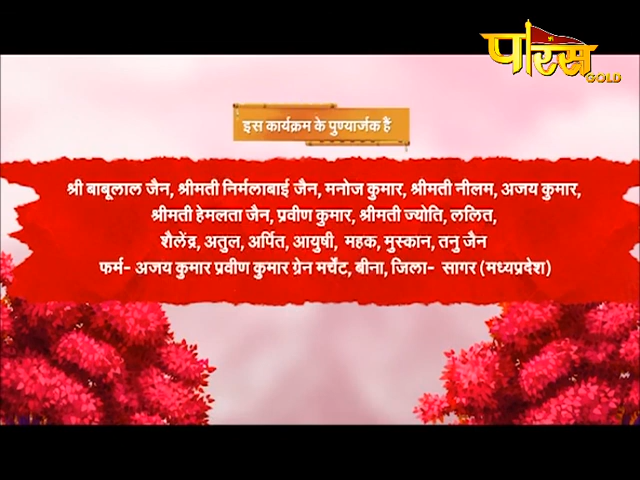 पारस
GOLD
इस कार्यक्रम के पुण्यार्जक हैं
श्री बाबूलाल जैन, श्रीमती निर्मलाबाई जैन, मनोज कुमार, श्रीमती नीलम, अजय कुमार,
श्रीमती हेमलता जैन, प्रवीण कुमार, श्रीमती ज्योति, ललित,
शैलेंद्र, अतुल, अर्पित, आयुषी, महक, मुस्कान, तनु जैन
फर्म- अजय कुमार प्रवीण कुमार ग्रेन मर्चेंट, बीना, जिला- सागर (मध्यप्रदेश)